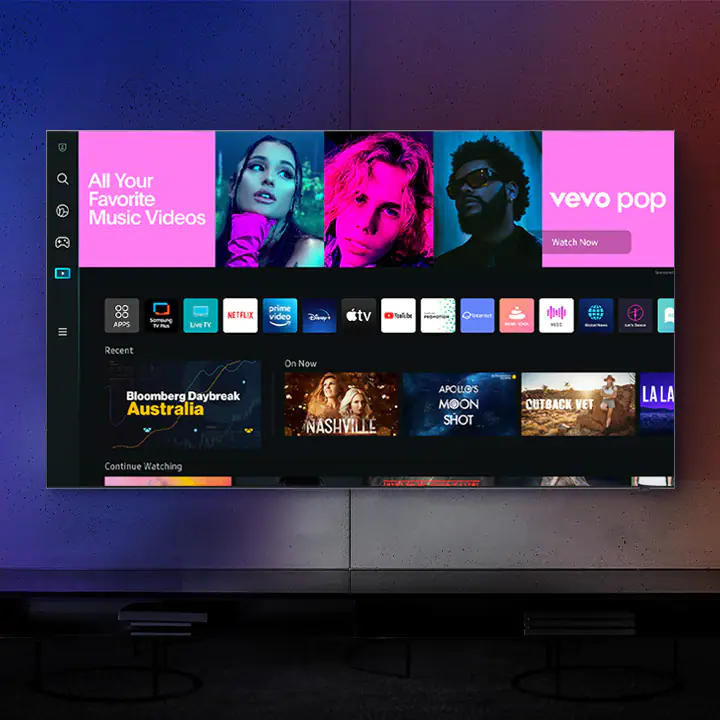 All Your
Favorite
Music Videos
vevo pop
Watch Now
Sponsored
APPS
Samsung
TV Plus
Live TV
NETFLIX
prime
video
Disney+
tv
YouTube
PROMOTION
Internet
MUSIC
Global News
Let's Dance
Recent
On Now
Bloomberg Daybreak
Australia
NASHVILLE
APOLLO'S
MOON
SHOT
OUTBACK VET
LA LA
Continue Watching